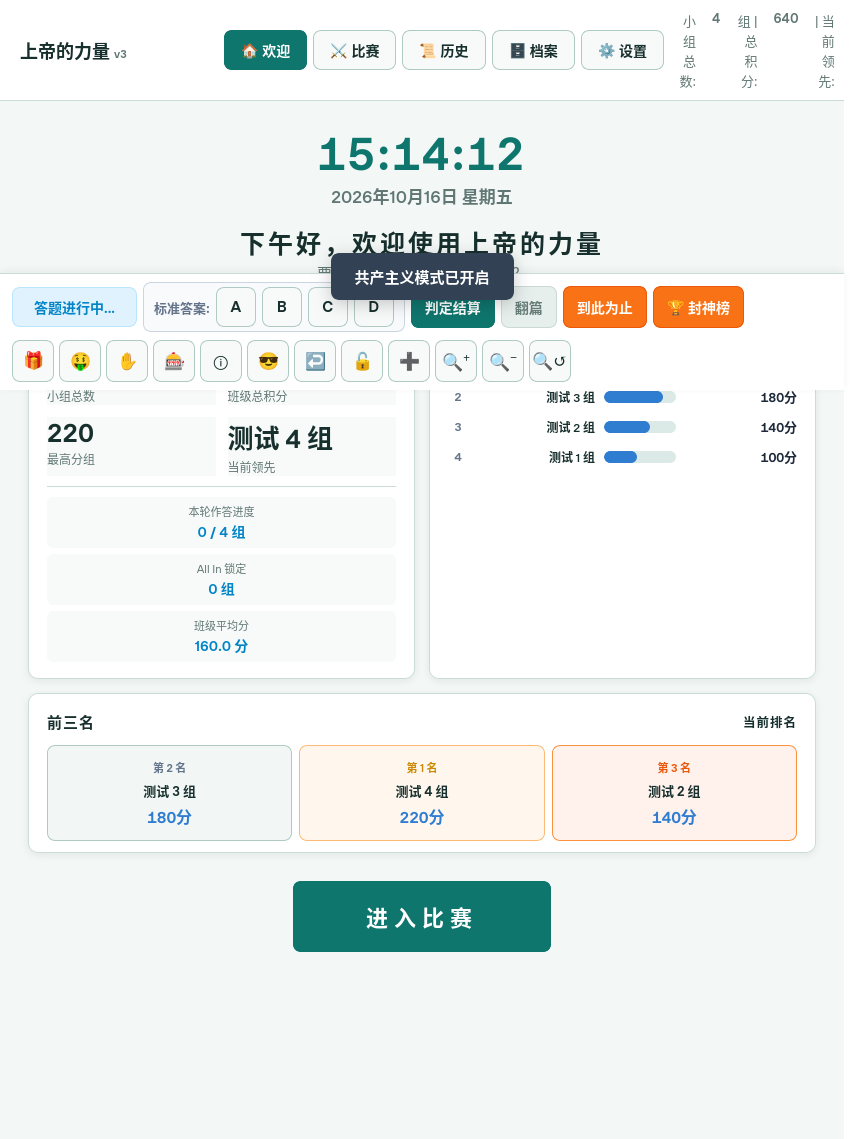 上帝的力量 v3
🏠 欢迎
⚔️ 比赛
📜 历史
🗄️ 档案
⚙️ 设置
小组总数:
4
组 | 总积分:
640
| 当前领先:
15:14:12
2026年10月16日 星期五
下午好，欢迎使用上帝的力量
共产主义模式已开启
答题进行中...
标准答案:
A
B
C
D
判定结算
翻篇
到此为止
🏆 封神榜
小组总数
班级总积分
220
最高分组
测试 4 组
当前领先
本轮作答进度
0 / 4 组
All In 锁定
0 组
班级平均分
160.0 分
2 测试 3 组 180分
3 测试 2 组 140分
4 测试 1 组 100分
前三名
当前排名
第 2 名
测试 3 组
180分
第 1 名
测试 4 组
220分
第 3 名
测试 2 组
140分
进入比赛